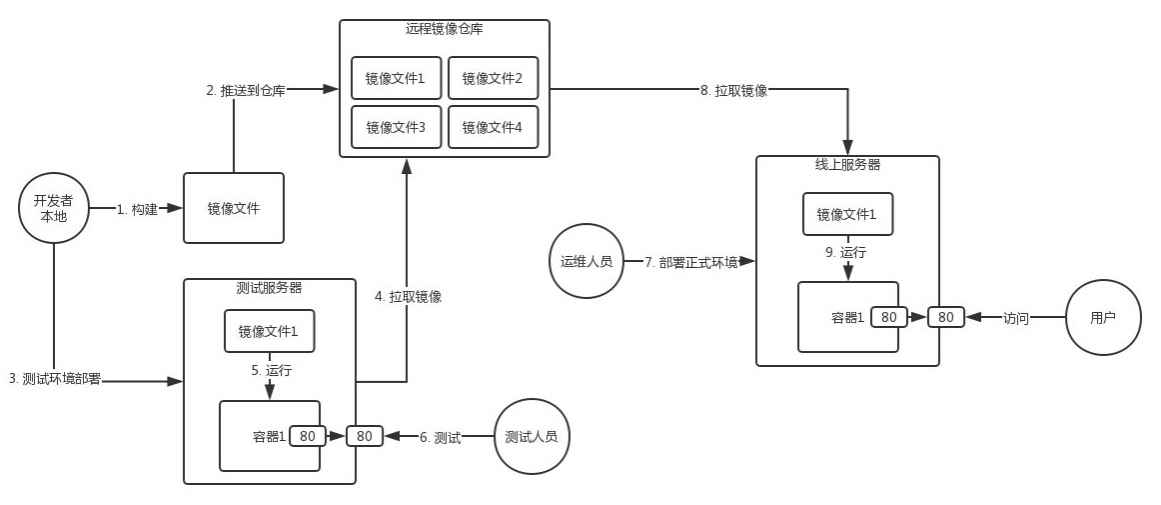 远程镜像仓库
镜像文件1
镜像文件2
镜像文件3
镜像文件4
2. 推送到仓库
8. 拉取镜像
开发者
本地
1. 构建
镜像文件
线上服务器
镜像文件1
9. 运行
容器1
80
80
访问
用户
运维人员
7. 部署正式环境
4. 拉取镜像
测试服务器
镜像文件1
5. 运行
容器1
80
80
6. 测试
测试人员
3. 测试环境部署